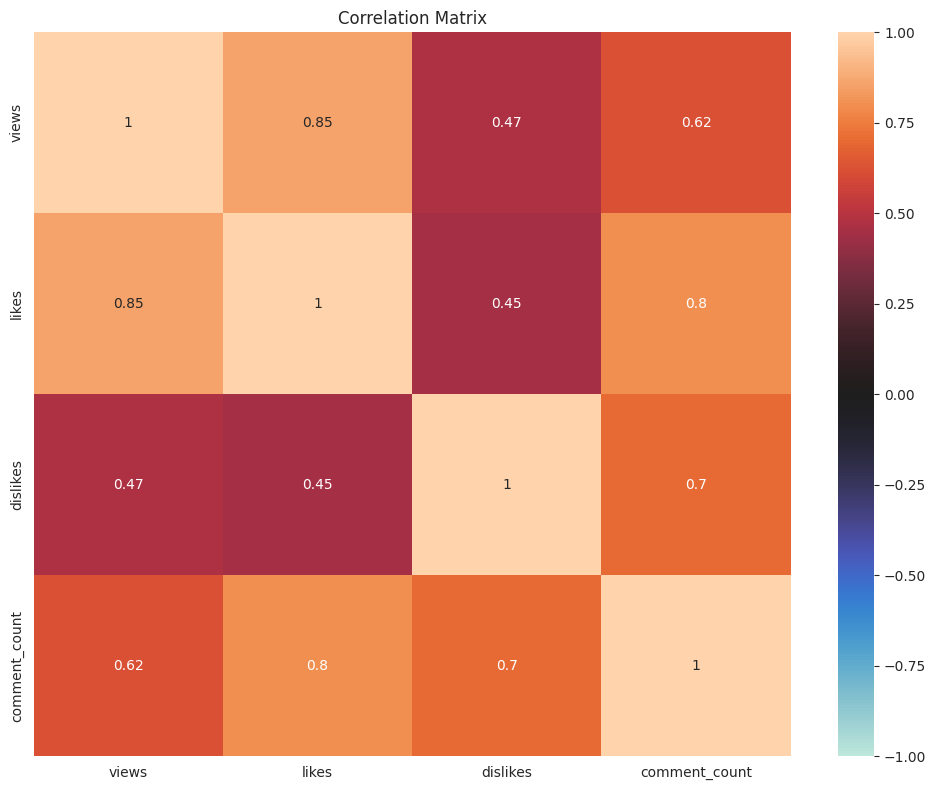 Correlation Matrix
views
1
0.85
0.47
0.62
likes
0.85
1
0.45
0.8
dislikes
0.47
0.45
1
0.7
comment_count
0.62
0.8
0.7
1
views
likes
dislikes
comment_count
1.00
0.75
0.50
0.25
0.00
−0.25
−0.50
−0.75
−1.00